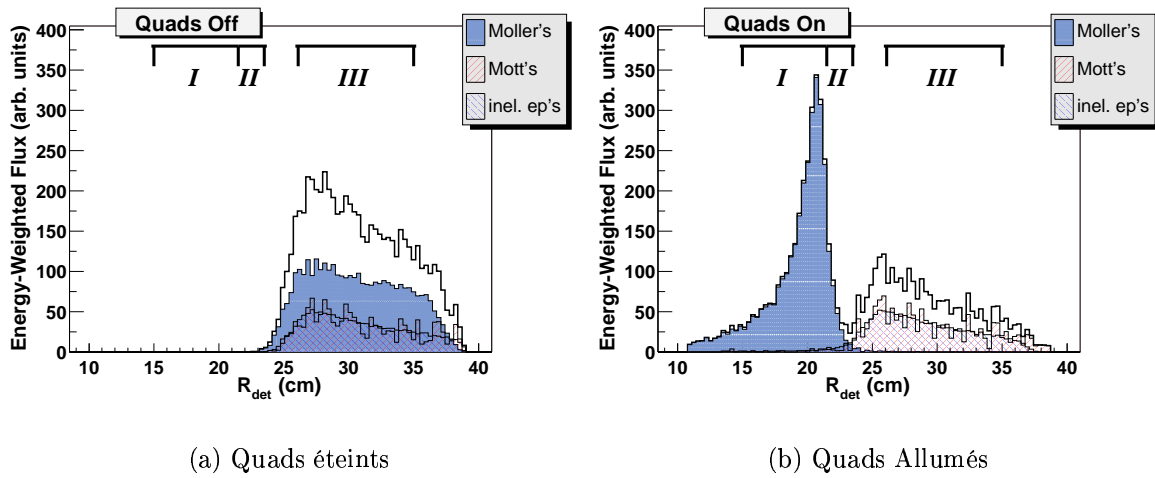 Quads Off
Energy-Weighted Flux (arb. units)
400
350
300
250
200
150
100
50
0
I
II
III
Moller's
Mott's
inel. ep's
10
15
20
25
30
35
40
R_det (cm)
(a) Quads éteints
Quads On
Energy-Weighted Flux (arb. units)
400
350
300
250
200
150
100
50
0
I
II
III
Moller's
Mott's
inel. ep's
10
15
20
25
30
35
40
R_det (cm)
(b) Quads Allumés